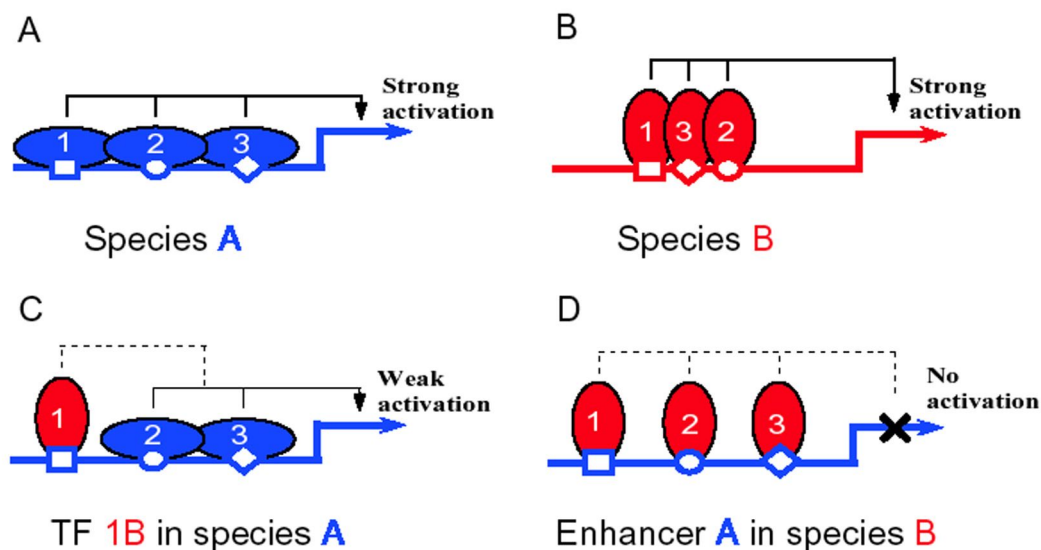 A
1
2
3
Strong
activation
Species A
B
1
3
2
Strong
activation
Species B
C
1
2
3
Weak
activation
TF 1B in species A
D
1
2
3
No
activation
Enhancer A in species B